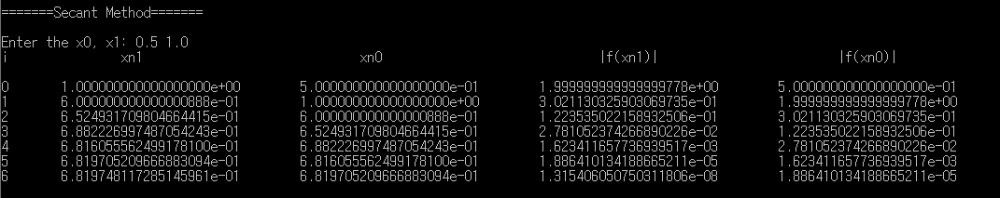 =======Secant Method=======
Enter the x0, x1: 0.5 1.0
i xn1 xn0 |f(xn1)| |f(xn0)|
0 1.000000000000000000e+00 5.000000000000000000e-01 1.999999999999999778e+00 5.000000000000000000e-01
1 6.000000000000000888e-01 1.000000000000000000e+00 3.021130325903069735e-01 1.999999999999999778e+00
2 6.524931709804664415e-01 6.000000000000000888e-01 1.223535022158932506e-01 3.021130325903069735e-01
3 6.882226997487054243e-01 6.524931709804664415e-01 2.781052374266890226e-02 1.223535022158932506e-01
4 6.816055562499178100e-01 6.882226997487054243e-01 1.623411657736939517e-03 2.781052374266890226e-02
5 6.819705209666883094e-01 6.816055562499178100e-01 1.886410134188665211e-05 1.623411657736939517e-03
6 6.819748117285145961e-01 6.819705209666883094e-01 1.315406050750311806e-08 1.886410134188665211e-05